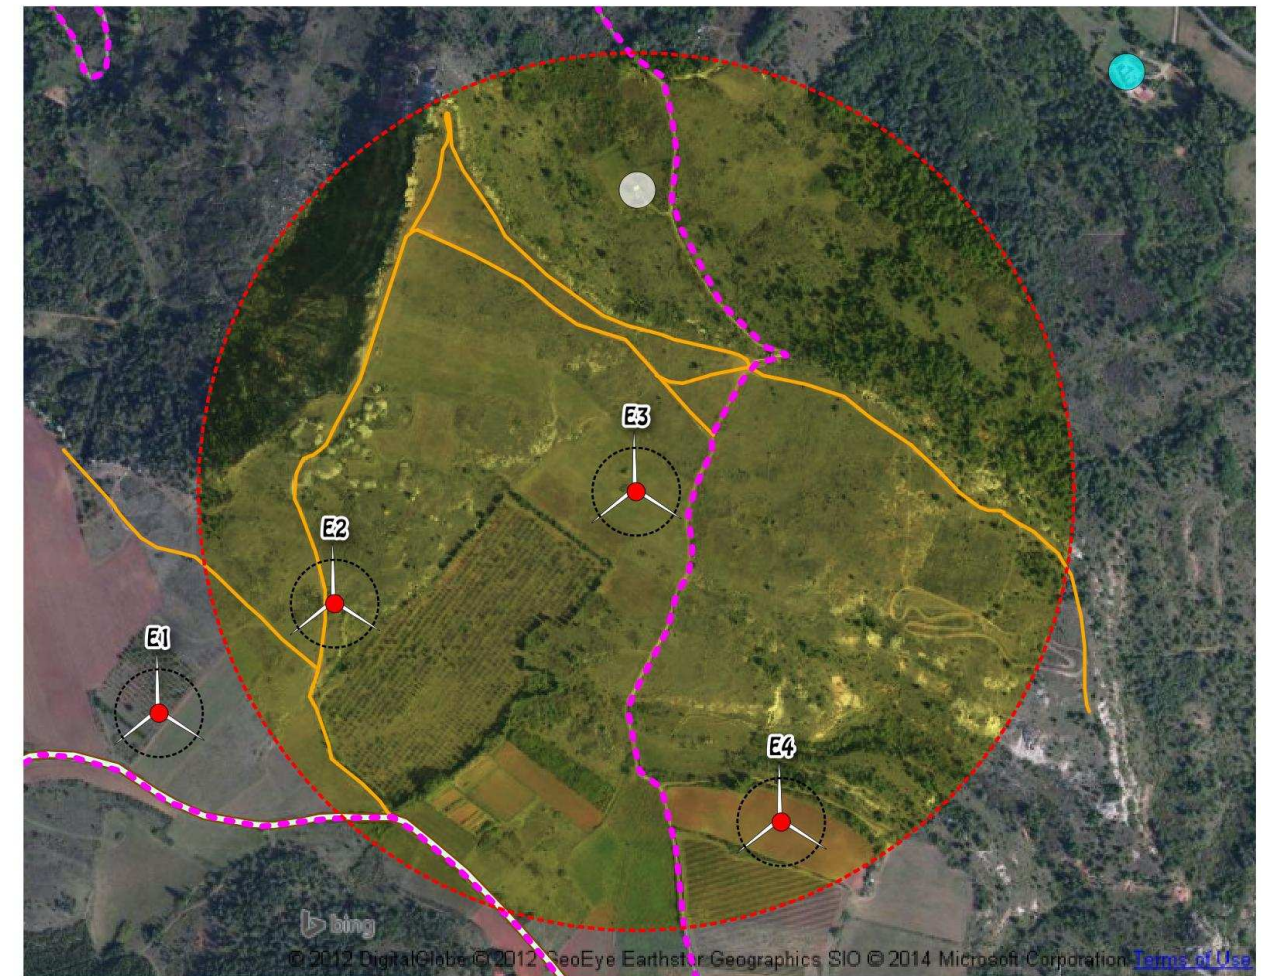 E3
E2
E1
E4
bing
© 2012 DigitalGlobe © 2012 GeoEye Earthstar Geographics SIO © 2014 Microsoft Corporation Terms of Use